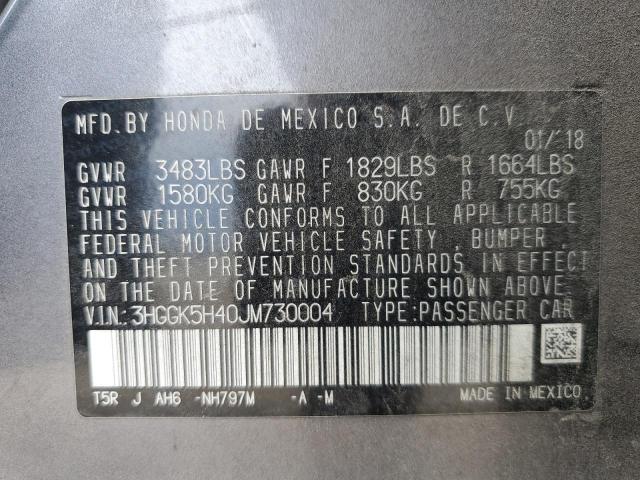 MFD. BY HONDA DE MEXICO S.A. DE C.V.
01/'18
GVWR 3483LBS GAWR F 1829LBS R 1664LBS
GVWR 1580KG GAWR F 830KG R 755KG
THIS VEHICLE CONFORMS TO ALL APPLICABLE
FEDERAL MOTOR VEHICLE SAFETY , BUMPER ,
AND THEFT PREVENTION STANDARDS IN EFFECT
ON THE DATE OF MANUFACTURE SHOWN ABOVE.
V.I.N.: 3HGGK5H40JM730004 TYPE: PASSENGER CAR
T5R J AH6 -NH797M -A -M MADE IN MEXICO